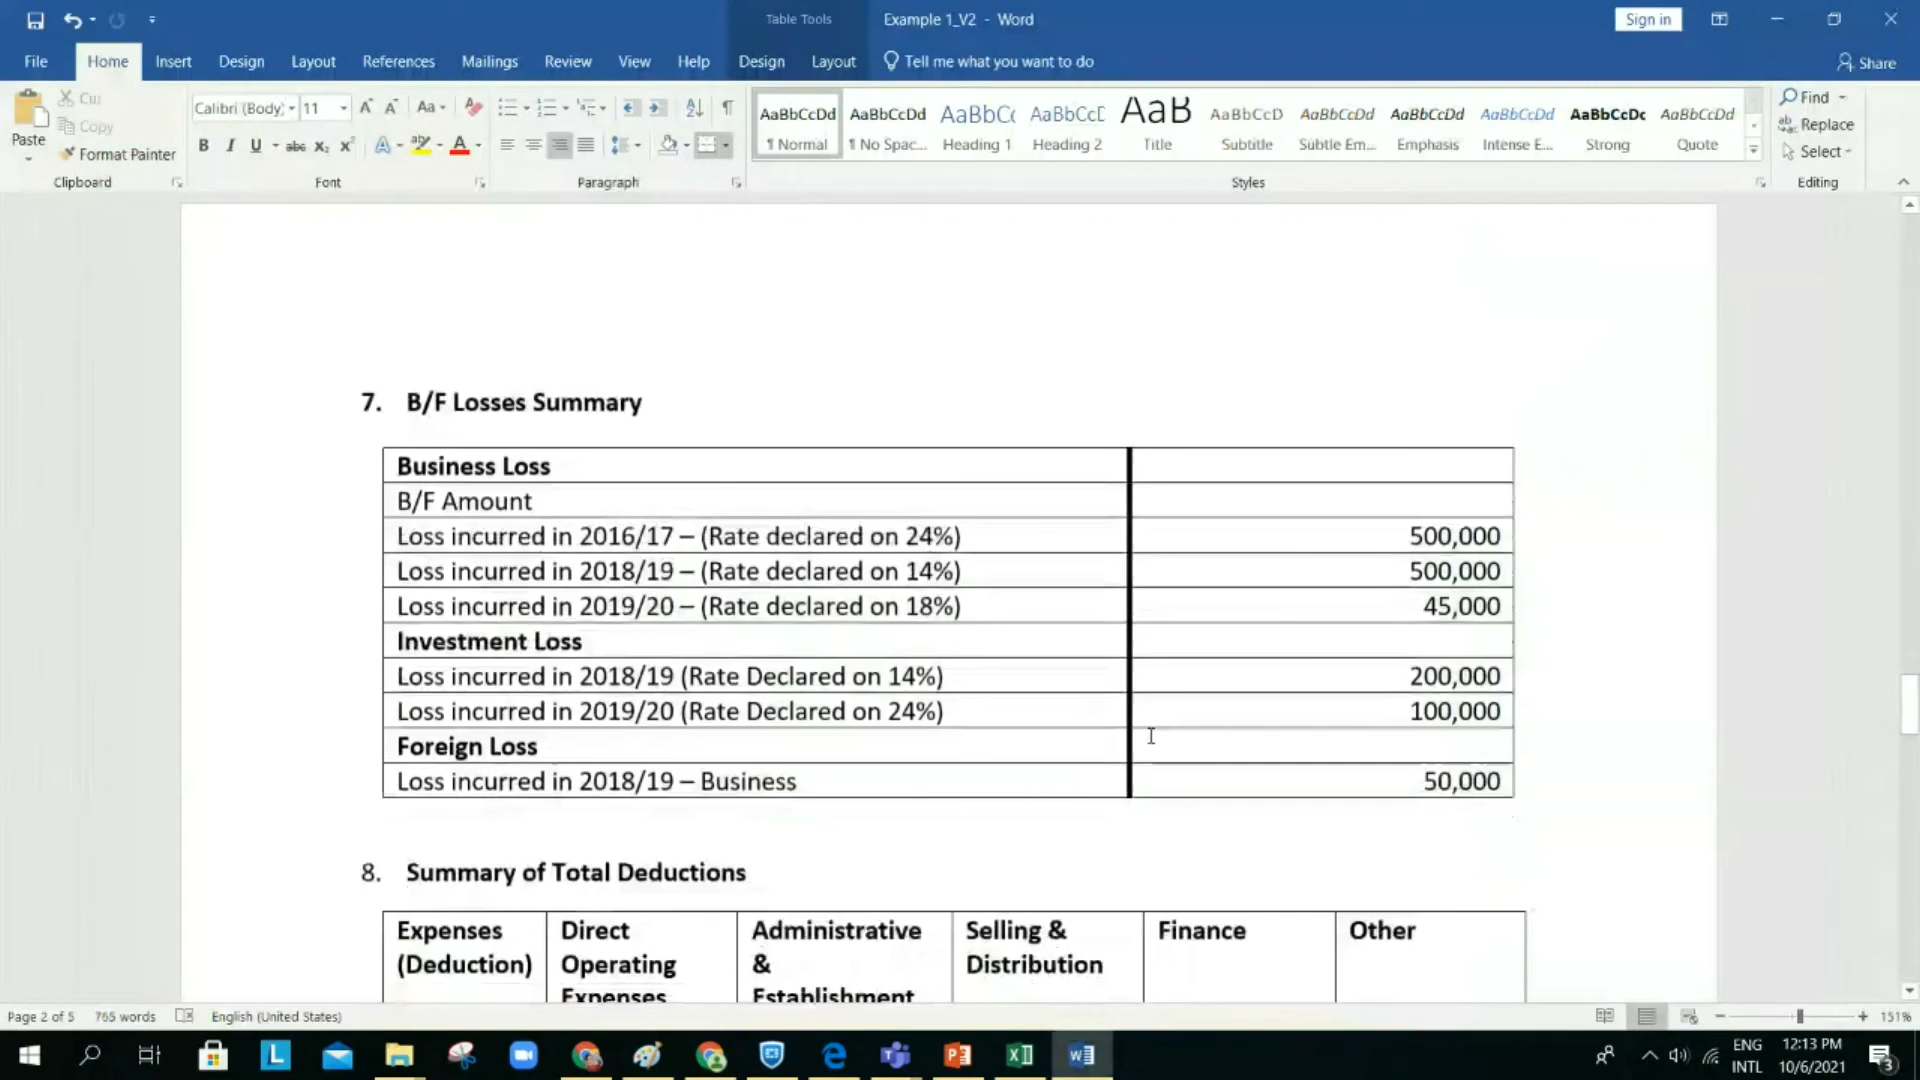 Table Tools
Example 1_V2 - Word
Sign in
File
Home
Insert
Design
Layout
References
Mailings
Review
View
Help
Design
Layout
Tell me what you want to do
Share
Paste
Cut
Copy
Format Painter
Clipboard
Calibri (Body)
11
Font
Paragraph
AaBbCcDd
¶ Normal
AaBbCcDd
¶ No Spac...
AaBbCc
Heading 1
AaBbCcD
Heading 2
AaB
Title
AaBbCcD
Subtitle
AaBbCcDd
Subtle Em...
AaBbCcDd
Emphasis
AaBbCcDd
Intense E...
AaBbCcDc
Strong
AaBbCcDd
Quote
Styles
Find
Replace
Select
Editing
7. B/F Losses Summary
Business Loss
B/F Amount
Loss incurred in 2016/17 – (Rate declared on 24%) 500,000
Loss incurred in 2018/19 – (Rate declared on 14%) 500,000
Loss incurred in 2019/20 – (Rate declared on 18%) 45,000
Investment Loss
Loss incurred in 2018/19 (Rate Declared on 14%) 200,000
Loss incurred in 2019/20 (Rate Declared on 24%) 100,000
Foreign Loss
Loss incurred in 2018/19 – Business 50,000
8. Summary of Total Deductions
Expenses (Deduction)
Direct Operating Expenses
Administrative & Establishment
Selling & Distribution
Finance
Other
Page 2 of 5
765 words
English (United States)
151%
ENG
INTL
12:13 PM
10/6/2021
3